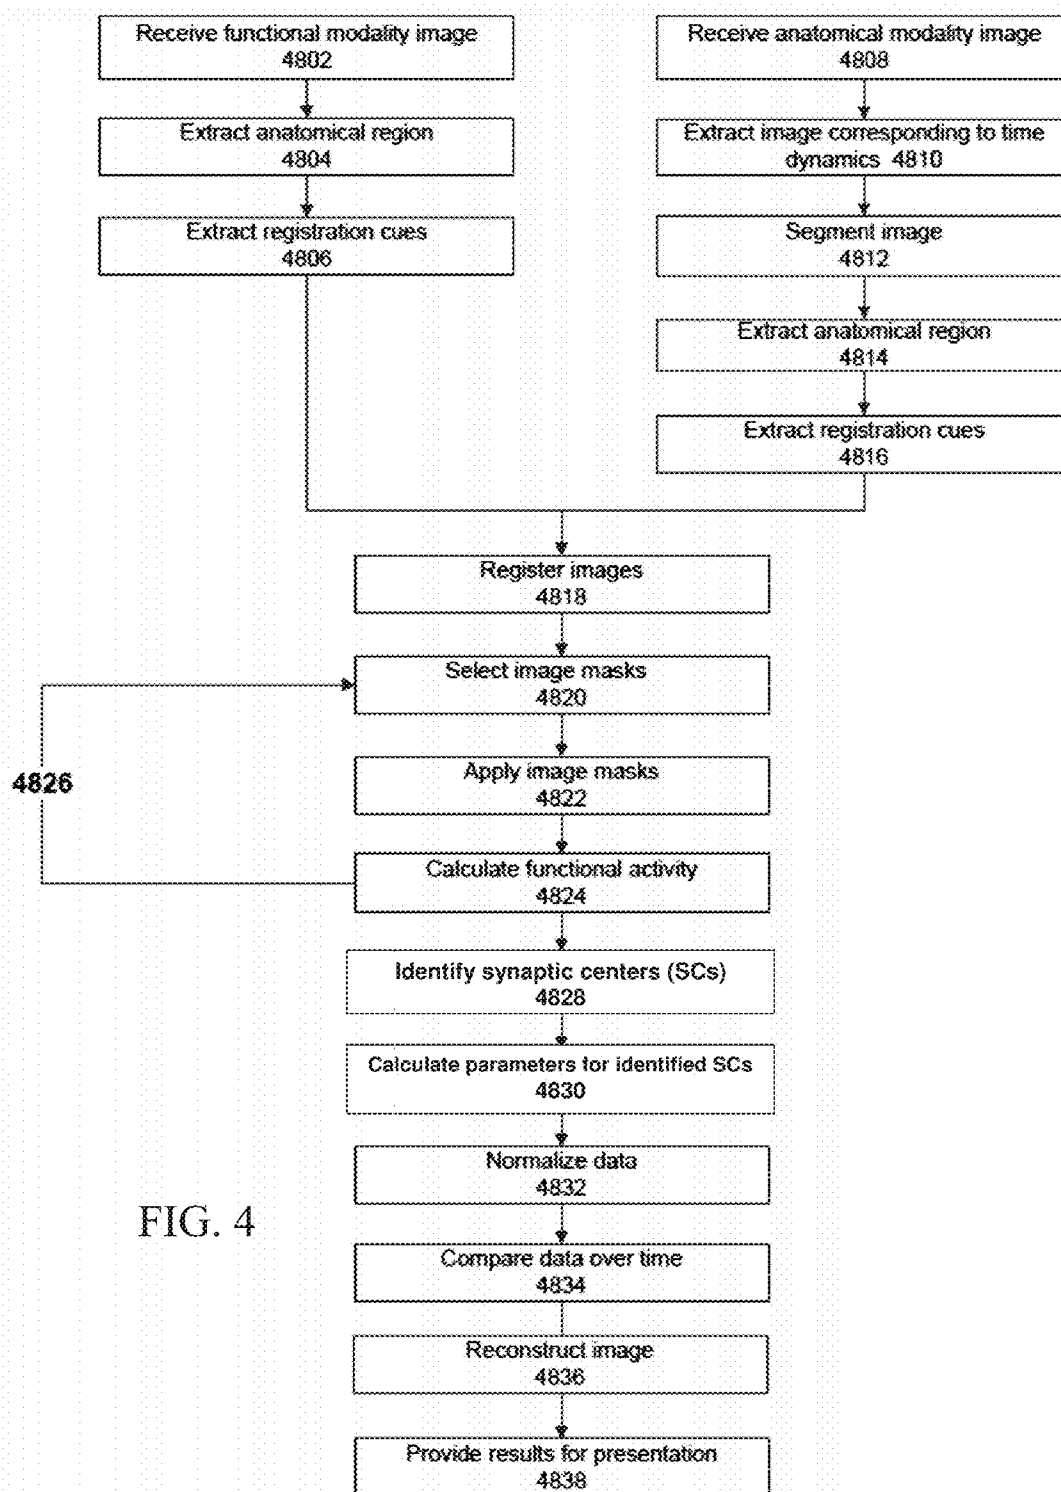 Receive functional modality image
4802
Extract anatomical region
4804
Extract registration cues
4806
Receive anatomical modality image
4808
Extract image corresponding to time
dynamics 4810
Segment image
4812
Extract anatomical region
4814
Extract registration cues
4816
Register images
4818
Select image masks
4820
Apply image masks
4822
4826
Calculate functional activity
4824
Identify synaptic centers (SCs)
4828
Calculate parameters for identified SCs
4830
Normalize data
4832
FIG. 4
Compare data over time
4834
Reconstruct image
4836
Provide results for presentation
4838